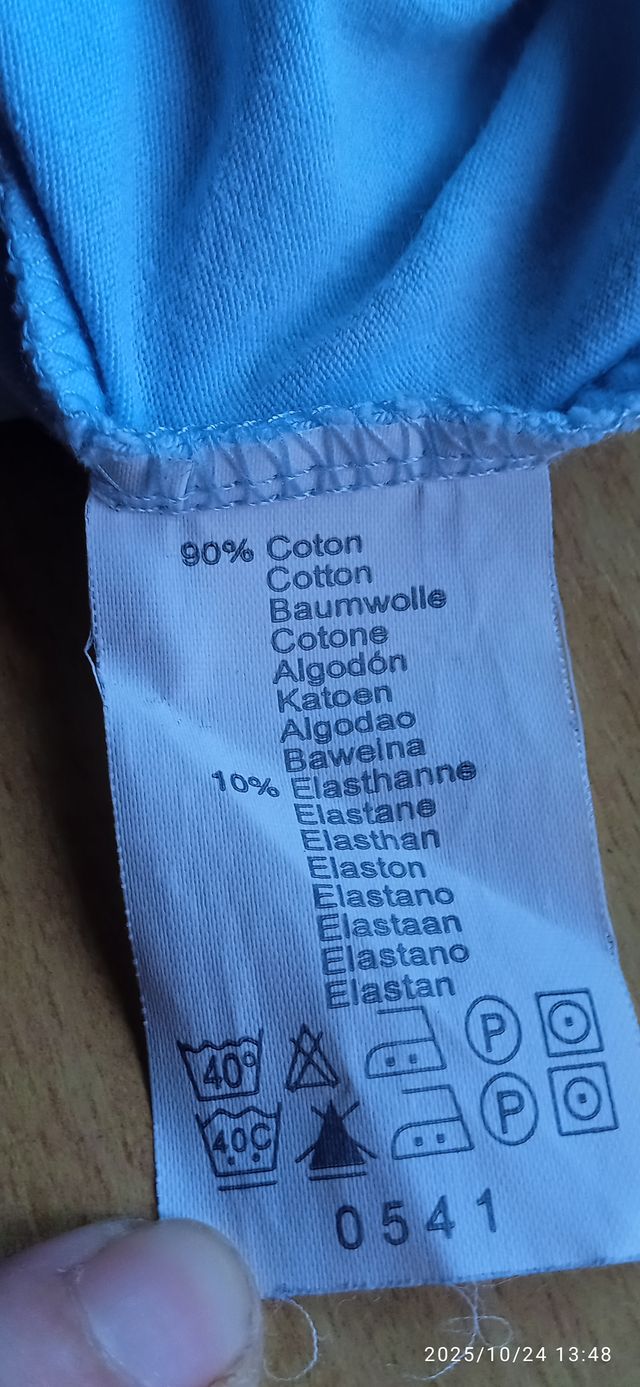 90% Coton
Cotton
Baumwolle
Cotone
Algodón
Katoen
Algodao
Baweina
10% Elasthanne
Elastane
Elasthan
Elaston
Elastano
Elastaan
Elastano
Elastan
40° P
40C P
0541
2025/10/24 13:48